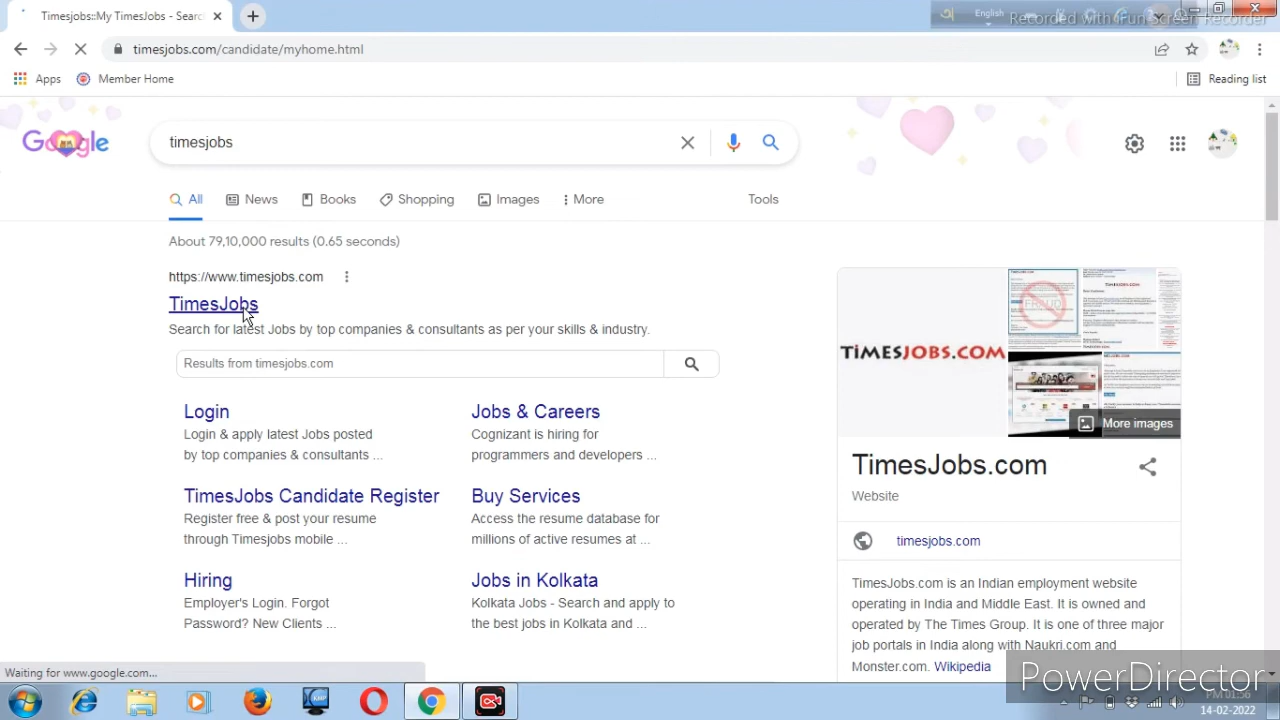 Timesjobs::My TimesJobs - Searc
English
Recorded with iFun Screen Recorder
timesjobs.com/candidate/myhome.html
Apps
Member Home
Reading list
Google
timesjobs
All
News
Books
Shopping
Images
More
Tools
About 79,10,000 results (0.65 seconds)
https://www.timesjobs.com
TimesJobs
Search for latest Jobs by top companies & consultants as per your skills & industry.
Results from timesjobs.com
Login
Login & apply latest Jobs posted
by top companies & consultants ...
Jobs & Careers
Cognizant is hiring for
programmers and developers ...
TimesJobs Candidate Register
Register free & post your resume
through Timesjobs mobile ...
Buy Services
Access the resume database for
millions of active resumes at ...
Hiring
Employer's Login. Forgot
Password? New Clients ...
Jobs in Kolkata
Kolkata Jobs - Search and apply to
the best jobs in Kolkata and ...
TIMESJOBS.COM
FRAUD
More images
TimesJobs.com
Website
timesjobs.com
TimesJobs.com is an Indian employment website
operating in India and Middle East. It is owned and
operated by The Times Group. It is one of three major
job portals in India along with Naukri.com and
Monster.com. Wikipedia
Waiting for www.google.com...
PowerDirector
PM 01:56
14-02-2022